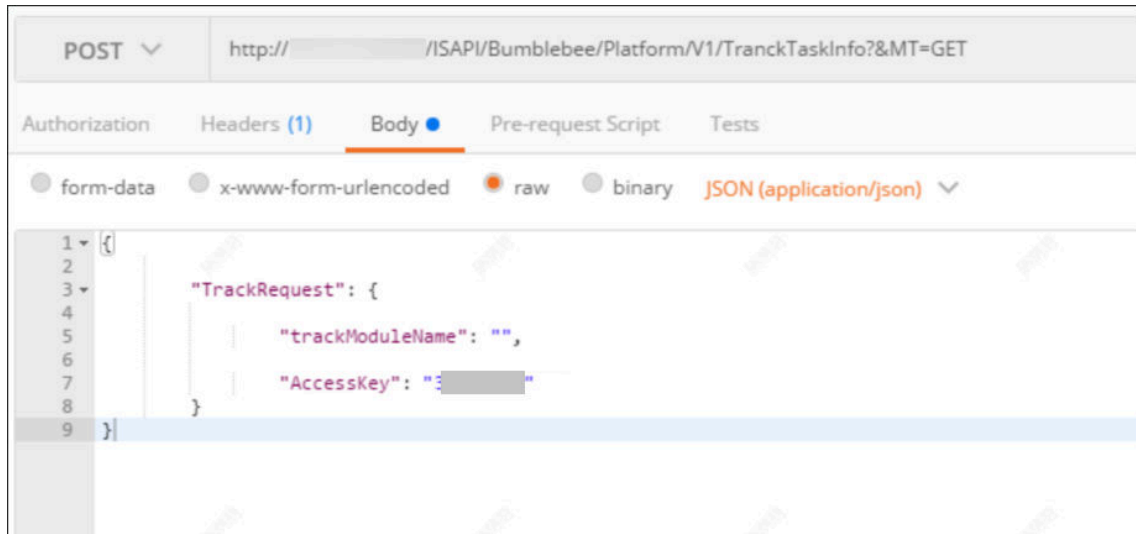 POST http:// /ISAPI/Bumblebee/Platform/V1/TranckTaskInfo?&MT=GET
Authorization Headers (1) Body Pre-request Script Tests
form-data x-www-form-urlencoded raw binary JSON (application/json)
1 {
2
3 "TrackRequest": {
4
5 "trackModuleName": "",
6
7 "AccessKey": "3 "
8 }
9 }